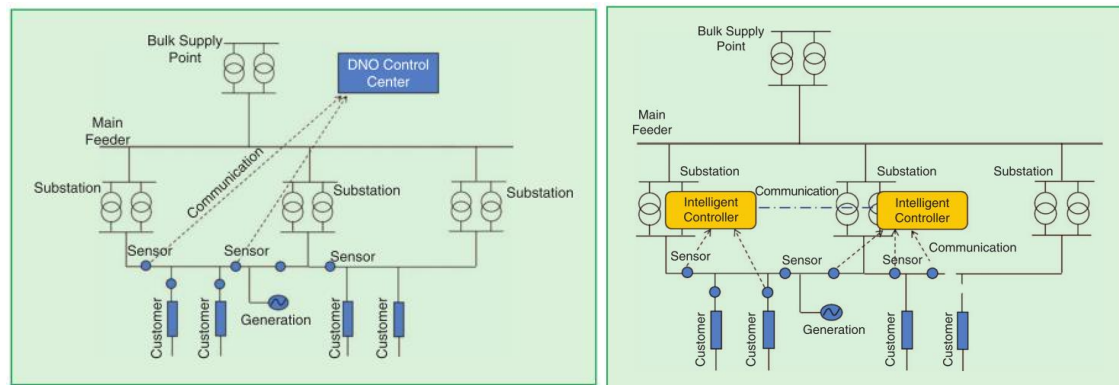 Bulk Supply
Point
DNO Control
Center
Main
Feeder
Communication
Substation
Substation
Substation
Sensor
Sensor
Sensor
Customer
Customer
Generation
Customer
Customer
Bulk Supply
Point
Main
Feeder
Substation
Substation
Substation
Communication
Intelligent
Controller
Intelligent
Controller
Communication
Sensor
Sensor
Sensor
Customer
Customer
Generation
Customer
Customer